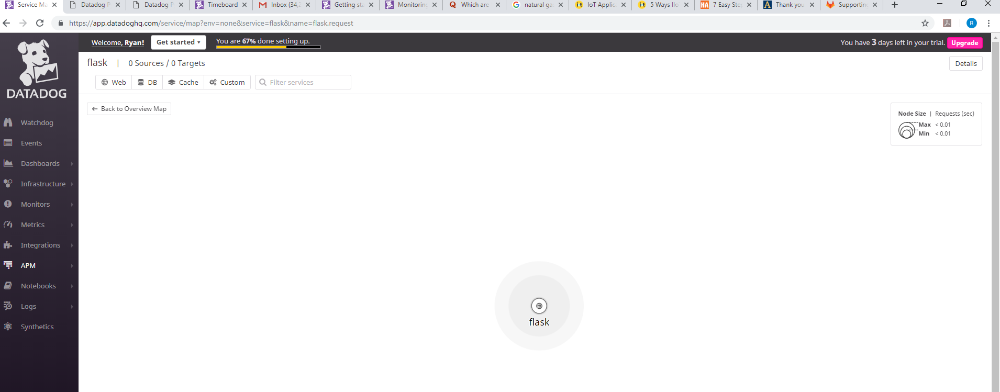 Service Ma
Datadog P
Datadog P
Timeboard
Inbox (34,
Getting sta
Monitoring
Which are
natural gas
IoT Applic
5 Ways IIo
7 Easy Step
Thank you
Supporting
https://app.datadoghq.com/service/map?env=none&service=flask&name=flask.request
R
Welcome, Ryan!
Get started
You are 67% done setting up.
You have 3 days left in your trial.
Upgrade
DATADOG
Watchdog
Events
Dashboards
Infrastructure
Monitors
Metrics
Integrations
APM
Notebooks
Logs
Synthetics
flask | 0 Sources / 0 Targets
Details
Web
DB
Cache
Custom
Filter services
Back to Overview Map
Node Size | Requests (sec)
Max < 0.01
Min < 0.01
flask